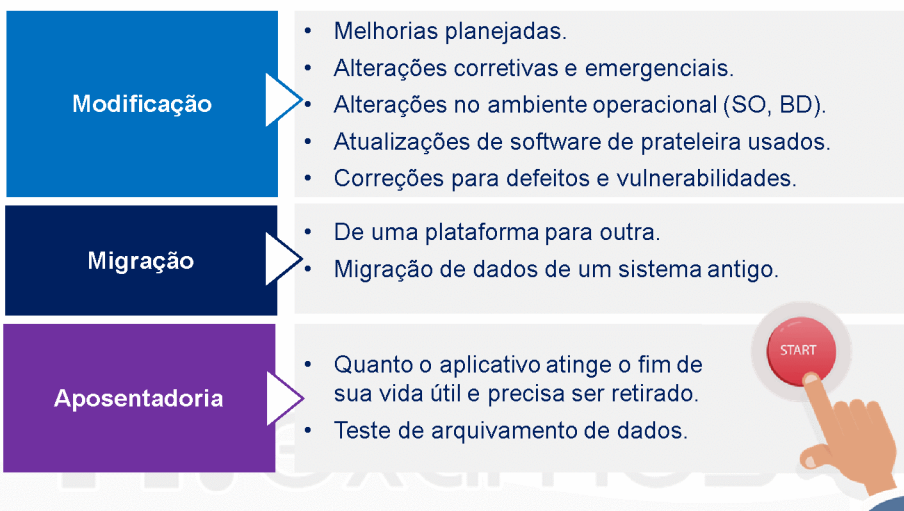 Modificação
• Melhorias planejadas.
• Alterações corretivas e emergenciais.
• Alterações no ambiente operacional (SO, BD).
• Atualizações de software de prateleira usados.
• Correções para defeitos e vulnerabilidades.
Migração
• De uma plataforma para outra.
• Migração de dados de um sistema antigo.
Aposentadoria
• Quanto o aplicativo atinge o fim de
sua vida útil e precisa ser retirado.
• Teste de arquivamento de dados.
START